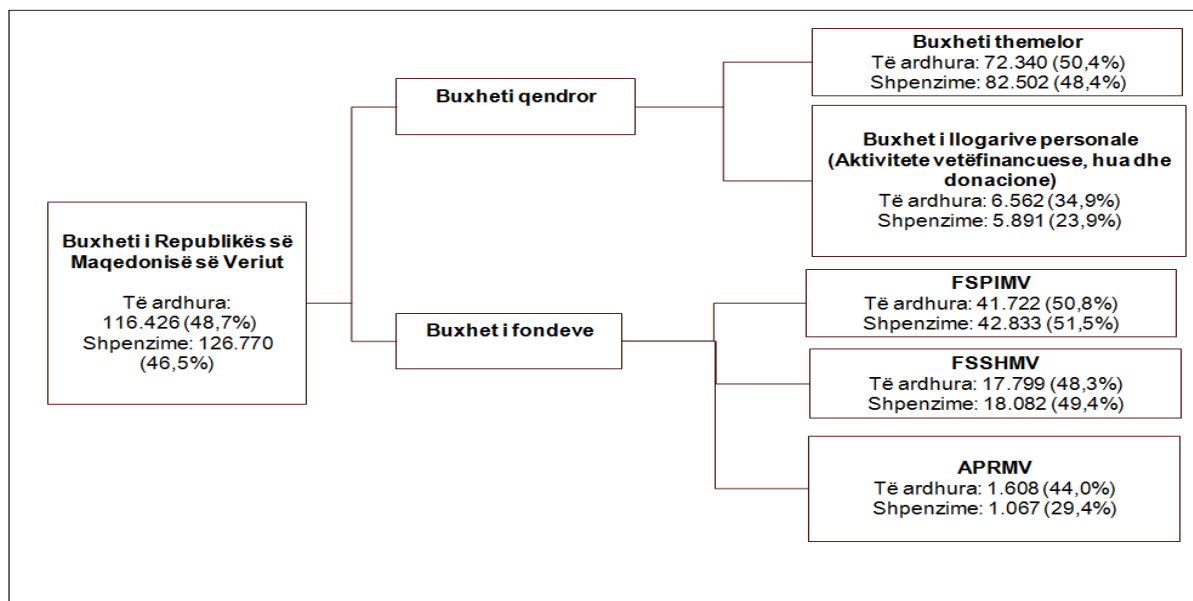 Buxheti i Republikës së
Maqedonisë së Veriut
Të ardhura:
116.426 (48,7%)
Shpenzime: 126.770
(46,5%)
Buxheti qendror
Buxhet i fondeve
Buxheti themelor
Të ardhura: 72.340 (50,4%)
Shpenzime: 82.502 (48,4%)
Buxhet i llogarive personale
(Aktivitete vetëfinancuese, hua dhe
donacione)
Të ardhura: 6.562 (34,9%)
Shpenzime: 5.891 (23,9%)
FSPIMV
Të ardhura: 41.722 (50,8%)
Shpenzime: 42.833 (51,5%)
FSSHMV
Të ardhura: 17.799 (48,3%)
Shpenzime: 18.082 (49,4%)
APRMV
Të ardhura: 1.608 (44,0%)
Shpenzime: 1.067 (29,4%)